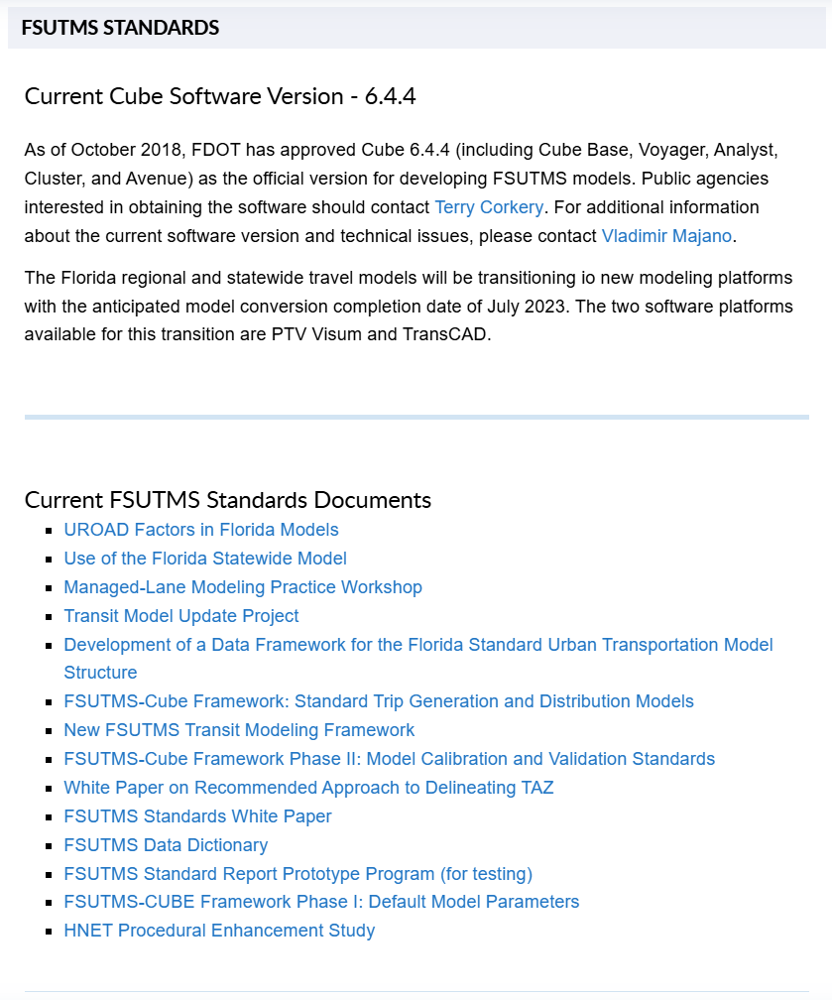 FSUTMS STANDARDS
Current Cube Software Version - 6.4.4
As of October 2018, FDOT has approved Cube 6.4.4 (including Cube Base, Voyager, Analyst,
Cluster, and Avenue) as the official version for developing FSUTMS models. Public agencies
interested in obtaining the software should contact Terry Corkery. For additional information
about the current software version and technical issues, please contact Vladimir Majano.
The Florida regional and statewide travel models will be transitioning io new modeling platforms
with the anticipated model conversion completion date of July 2023. The two software platforms
available for this transition are PTV Visum and TransCAD.
Current FSUTMS Standards Documents
▪ UROAD Factors in Florida Models
▪ Use of the Florida Statewide Model
▪ Managed-Lane Modeling Practice Workshop
▪ Transit Model Update Project
▪ Development of a Data Framework for the Florida Standard Urban Transportation Model
Structure
▪ FSUTMS-Cube Framework: Standard Trip Generation and Distribution Models
▪ New FSUTMS Transit Modeling Framework
▪ FSUTMS-Cube Framework Phase II: Model Calibration and Validation Standards
▪ White Paper on Recommended Approach to Delineating TAZ
▪ FSUTMS Standards White Paper
▪ FSUTMS Data Dictionary
▪ FSUTMS Standard Report Prototype Program (for testing)
▪ FSUTMS-CUBE Framework Phase I: Default Model Parameters
▪ HNET Procedural Enhancement Study